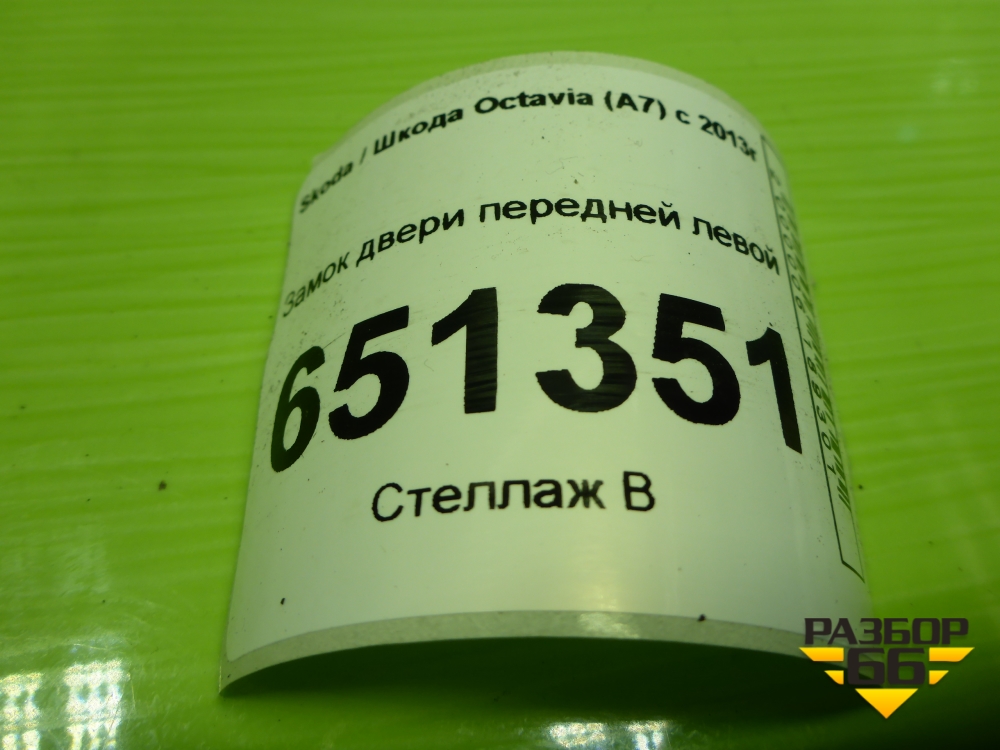 Skoda / Шкода Octavia (A7) с 2013г
Замок двери передней левой
651351
Стеллаж В
РАЗБОР
66